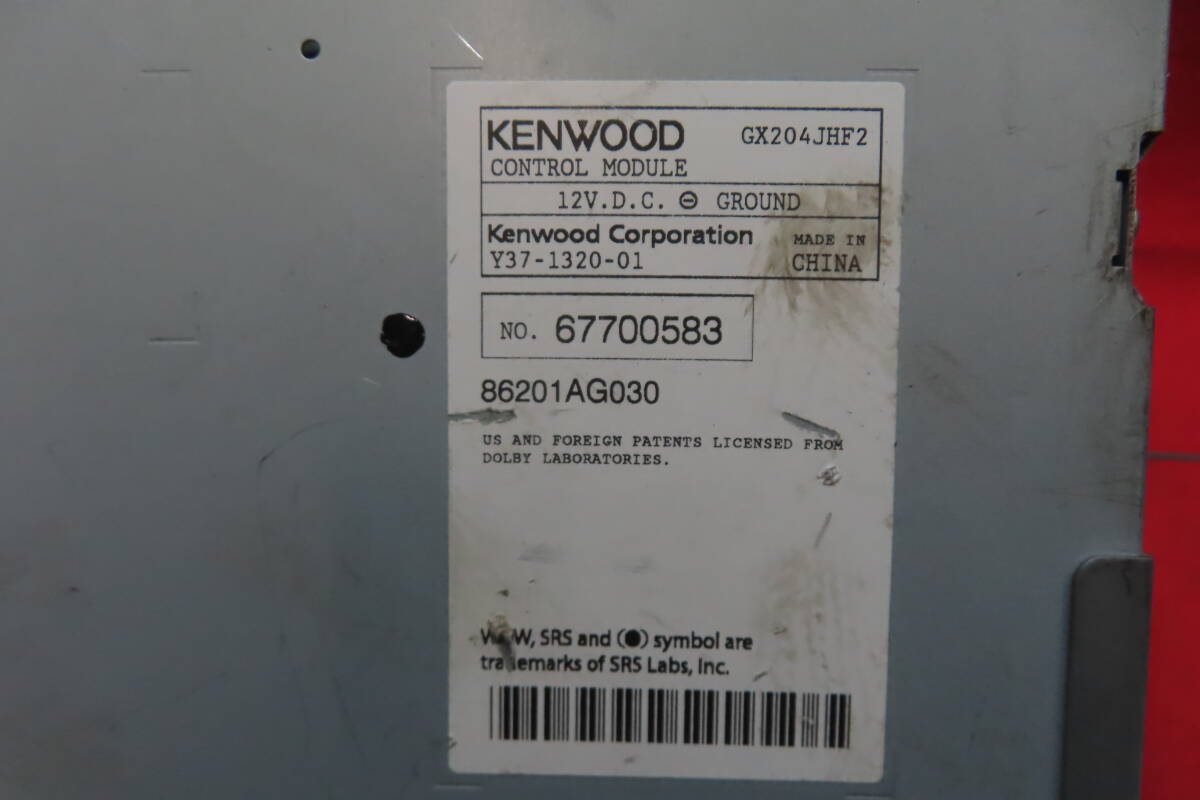 KENWOOD GX204JHF2
CONTROL MODULE
12V.D.C. ⊖ GROUND
Kenwood Corporation MADE IN
Y37-1320-01 CHINA
NO. 67700583
86201AG030
US AND FOREIGN PATENTS LICENSED FROM
DOLBY LABORATORIES.
WOW, SRS and (●) symbol are
trademarks of SRS Labs, Inc.